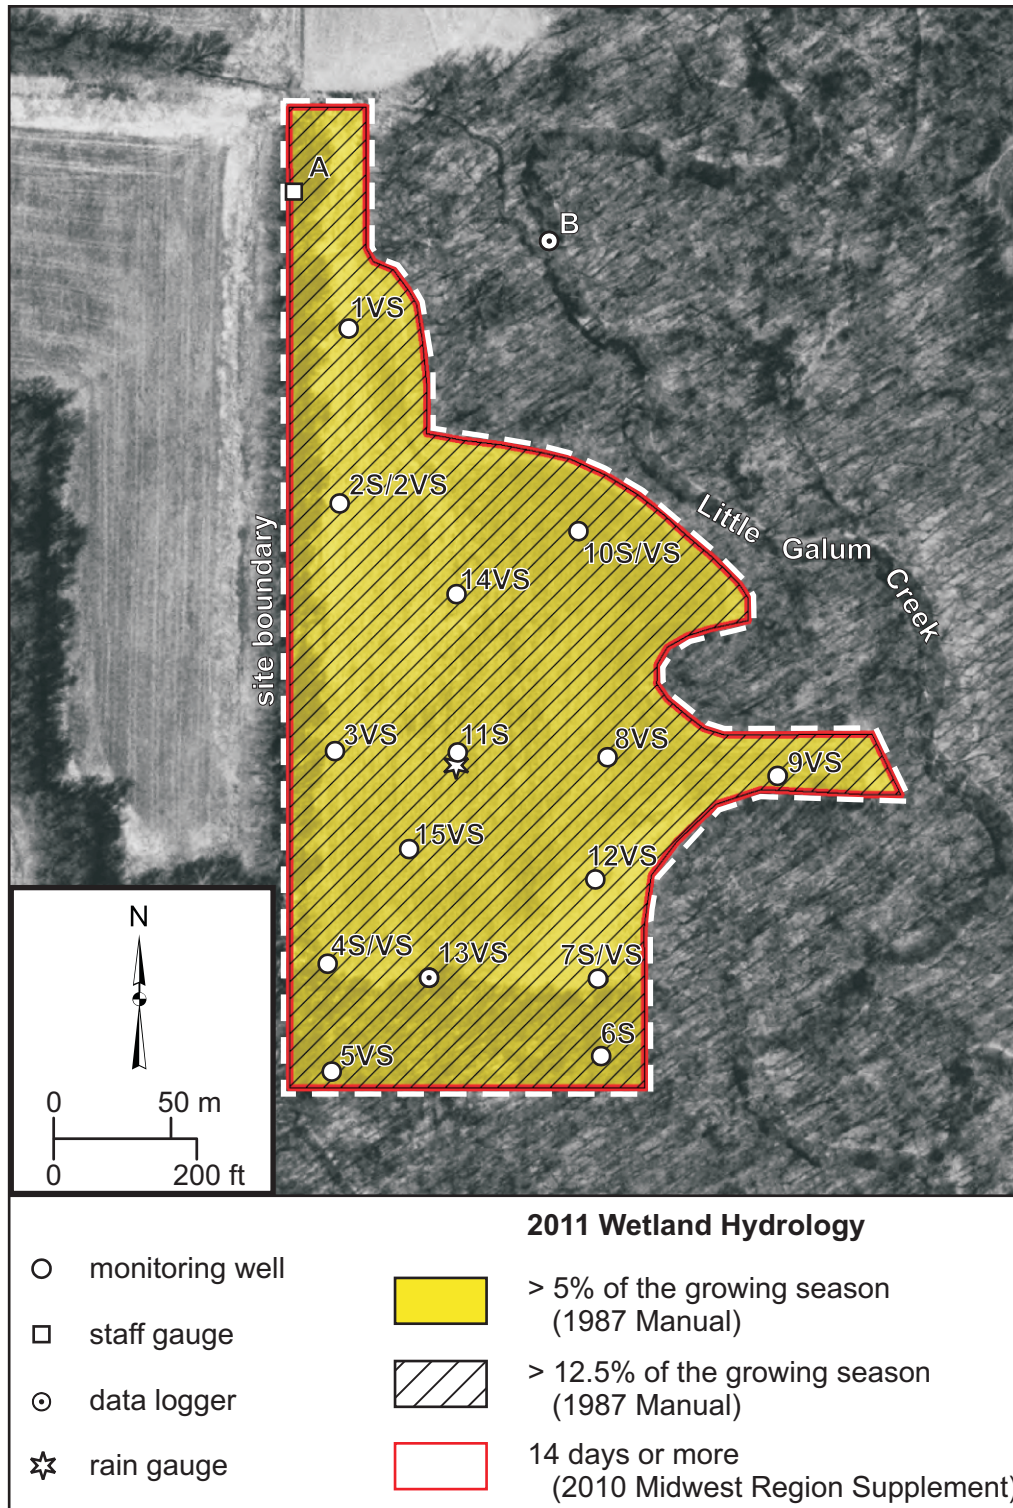 A
B
1VS
2S/2VS
10S/VS
Little Galum Creek
14VS
site boundary
3VS
11S
8VS
9VS
15VS
12VS
4S/VS
13VS
7S/VS
6S
5VS
N
0 50 m
0 200 ft
2011 Wetland Hydrology
monitoring well
staff gauge
data logger
rain gauge
> 5% of the growing season
(1987 Manual)
> 12.5% of the growing season
(1987 Manual)
14 days or more
(2010 Midwest Region Supplement)